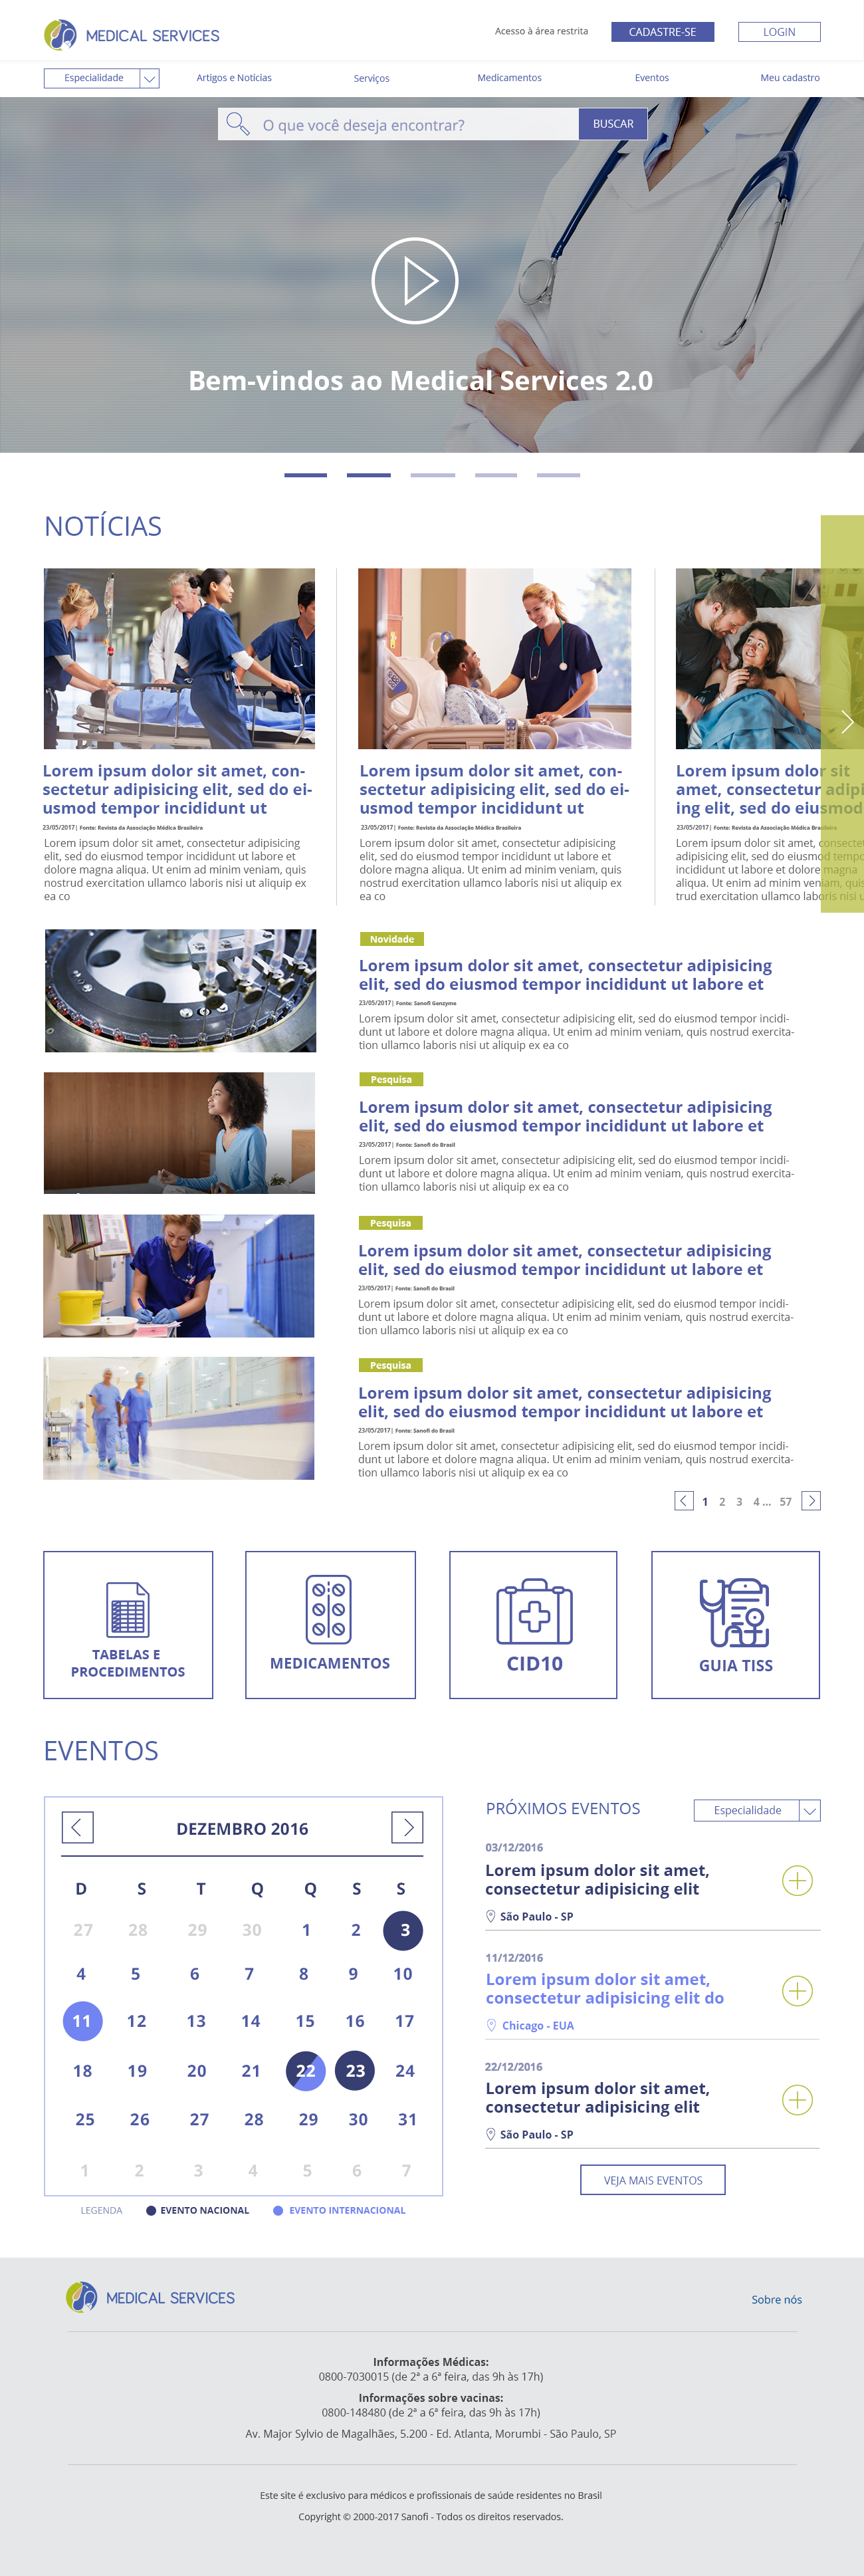 MEDICAL SERVICES
Acesso à área restrita
CADASTRE-SE
LOGIN
Especialidade
Artigos e Notícias
Serviços
Medicamentos
Eventos
Meu cadastro
O que você deseja encontrar?
BUSCAR
Bem-vindos ao Medical Services 2.0
NOTÍCIAS
Lorem ipsum dolor sit amet, con-
sectetur adipisicing elit, sed do ei-
usmod tempor incididunt ut
23/05/2017| Fonte: Revista da Associação Médica Brasileira
Lorem ipsum dolor sit amet, consectetur adipisicing
elit, sed do eiusmod tempor incididunt ut labore et
dolore magna aliqua. Ut enim ad minim veniam, quis
nostrud exercitation ullamco laboris nisi ut aliquip ex
ea co
Lorem ipsum dolor sit amet, con-
sectetur adipisicing elit, sed do ei-
usmod tempor incididunt ut
23/05/2017| Fonte: Revista da Associação Médica Brasileira
Lorem ipsum dolor sit amet, consectetur adipisicing
elit, sed do eiusmod tempor incididunt ut labore et
dolore magna aliqua. Ut enim ad minim veniam, quis
nostrud exercitation ullamco laboris nisi ut aliquip ex
ea co
Lorem ipsum dolor sit
amet, consectetur adipi
ing elit, sed do eiusmod
23/05/2017| Fonte: Revista da Associação Médica Brasileira
Lorem ipsum dolor sit amet, consecte
adipisicing elit, sed do eiusmod tempo
incididunt ut labore et dolore magna
aliqua. Ut enim ad minim veniam, quis
trud exercitation ullamco laboris nisi u
Novidade
Lorem ipsum dolor sit amet, consectetur adipisicing
elit, sed do eiusmod tempor incididunt ut labore et
23/05/2017| Fonte: Sanofi Genzyme
Lorem ipsum dolor sit amet, consectetur adipisicing elit, sed do eiusmod tempor incidi-
dunt ut labore et dolore magna aliqua. Ut enim ad minim veniam, quis nostrud exercita-
tion ullamco laboris nisi ut aliquip ex ea co
Pesquisa
Lorem ipsum dolor sit amet, consectetur adipisicing
elit, sed do eiusmod tempor incididunt ut labore et
23/05/2017| Fonte: Sanofi do Brasil
Lorem ipsum dolor sit amet, consectetur adipisicing elit, sed do eiusmod tempor incidi-
dunt ut labore et dolore magna aliqua. Ut enim ad minim veniam, quis nostrud exercita-
tion ullamco laboris nisi ut aliquip ex ea co
Pesquisa
Lorem ipsum dolor sit amet, consectetur adipisicing
elit, sed do eiusmod tempor incididunt ut labore et
23/05/2017| Fonte: Sanofi do Brasil
Lorem ipsum dolor sit amet, consectetur adipisicing elit, sed do eiusmod tempor incidi-
dunt ut labore et dolore magna aliqua. Ut enim ad minim veniam, quis nostrud exercita-
tion ullamco laboris nisi ut aliquip ex ea co
Pesquisa
Lorem ipsum dolor sit amet, consectetur adipisicing
elit, sed do eiusmod tempor incididunt ut labore et
23/05/2017| Fonte: Sanofi do Brasil
Lorem ipsum dolor sit amet, consectetur adipisicing elit, sed do eiusmod tempor incidi-
dunt ut labore et dolore magna aliqua. Ut enim ad minim veniam, quis nostrud exercita-
tion ullamco laboris nisi ut aliquip ex ea co
1 2 3 4 ... 57
TABELAS E
PROCEDIMENTOS
MEDICAMENTOS
CID10
GUIA TISS
EVENTOS
DEZEMBRO 2016
D S T Q Q S S
27 28 29 30 1 2 3
4 5 6 7 8 9 10
11 12 13 14 15 16 17
18 19 20 21 22 23 24
25 26 27 28 29 30 31
1 2 3 4 5 6 7
LEGENDA
EVENTO NACIONAL
EVENTO INTERNACIONAL
PRÓXIMOS EVENTOS
Especialidade
03/12/2016
Lorem ipsum dolor sit amet,
consectetur adipisicing elit
São Paulo - SP
11/12/2016
Lorem ipsum dolor sit amet,
consectetur adipisicing elit do
Chicago - EUA
22/12/2016
Lorem ipsum dolor sit amet,
consectetur adipisicing elit
São Paulo - SP
VEJA MAIS EVENTOS
MEDICAL SERVICES
Sobre nós
Informações Médicas:
0800-7030015 (de 2ª a 6ª feira, das 9h às 17h)
Informações sobre vacinas:
0800-148480 (de 2ª a 6ª feira, das 9h às 17h)
Av. Major Sylvio de Magalhães, 5.200 - Ed. Atlanta, Morumbi - São Paulo, SP
Este site é exclusivo para médicos e profissionais de saúde residentes no Brasil
Copyright © 2000-2017 Sanofi - Todos os direitos reservados.